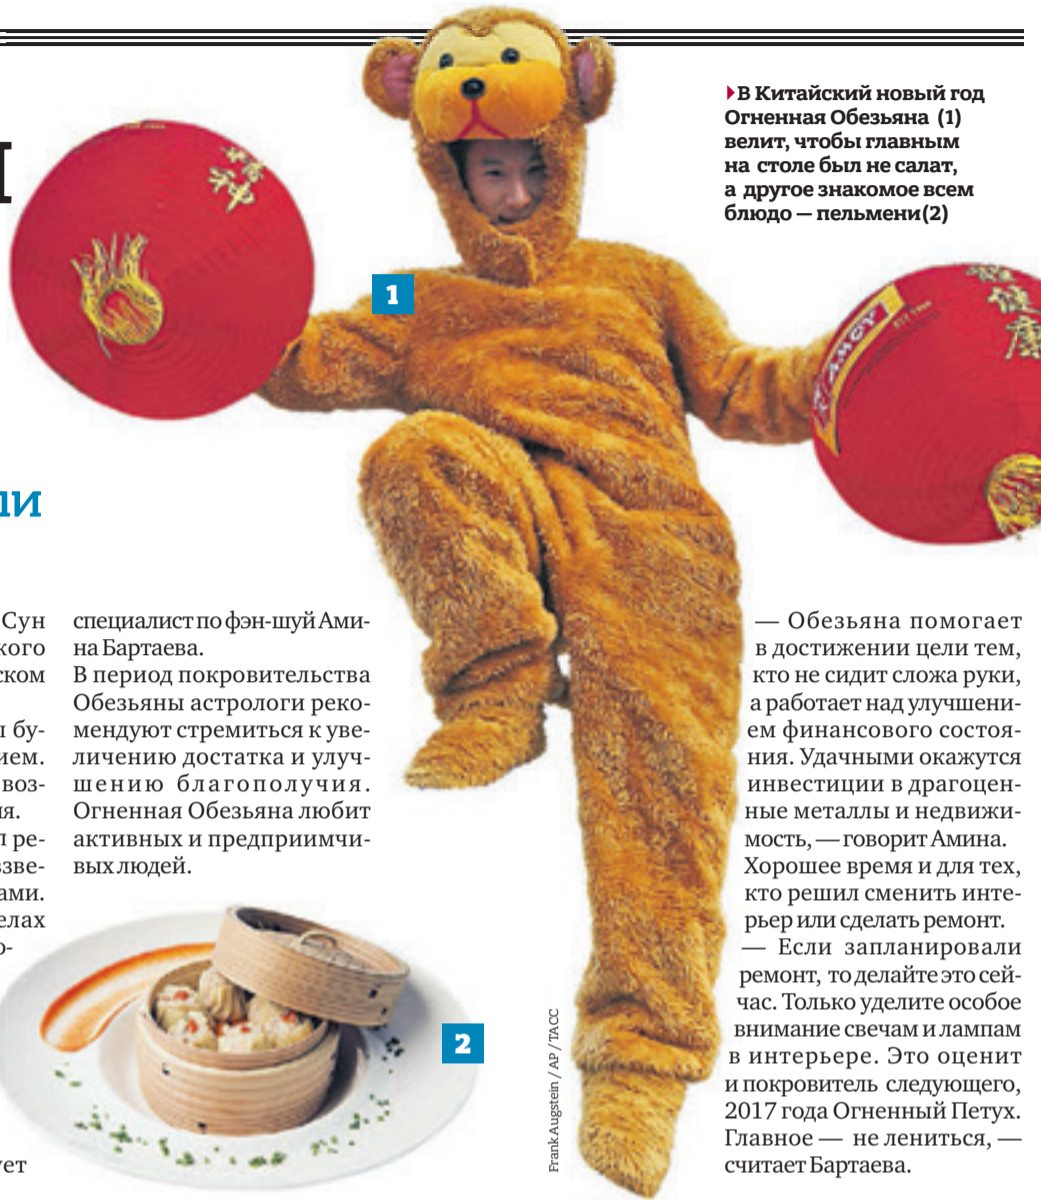 ▸В Китайский новый год
Огненная Обезьяна (1)
велит, чтобы главным
на столе был не салат,
а другое знакомое всем
блюдо — пельмени(2)
1
AMOY
健
康
ли
Сун
кого
ском
бу-
ием.
воз-
ия.
ре-
взве-
ами.
елах
о-
ует
специалист по фэн-шуй Ами-
на Бартаева.
В период покровительства
Обезьяны астрологи реко-
мендуют стремиться к уве-
личению достатка и улуч-
шению благополучия.
Огненная Обезьяна любит
активных и предприимчи-
вых людей.
2
Frank Augstein / AP / ТАСС
— Обезьяна помогает
в достижении цели тем,
кто не сидит сложа руки,
а работает над улучшени-
ем финансового состоя-
ния. Удачными окажутся
инвестиции в драгоцен-
ные металлы и недвижи-
мость, — говорит Амина.
Хорошее время и для тех,
кто решил сменить инте-
рьер или сделать ремонт.
— Если запланировали
ремонт, то делайте это сей-
час. Только уделите особое
внимание свечам и лампам
в интерьере. Это оценит
и покровитель следующего,
2017 года Огненный Петух.
Главное — не лениться, —
считает Бартаева.